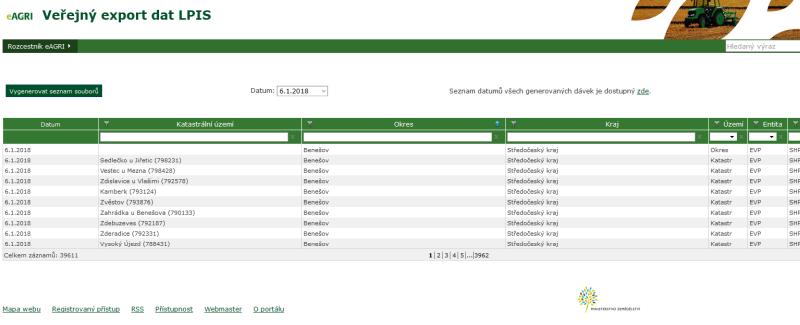 eAGRI Veřejný export dat LPIS
Rozcestník eAGRI
Hledaný výraz
Vygenerovat seznam souborů
Datum: 6.1.2018
Seznam datumů všech generovaných dávek je dostupný zde.
Datum Katastrální území Okres Kraj Území Entita
6.1.2018 Benešov Středočeský kraj Okres EVP SHP
6.1.2018 Sedlečko u Jiřetic (798231) Benešov Středočeský kraj Katastr EVP SHP
6.1.2018 Vestec u Mezna (798428) Benešov Středočeský kraj Katastr EVP SHP
6.1.2018 Zdislavice u Vlašimi (792578) Benešov Středočeský kraj Katastr EVP SHP
6.1.2018 Kamberk (793124) Benešov Středočeský kraj Katastr EVP SHP
6.1.2018 Zvěstov (793876) Benešov Středočeský kraj Katastr EVP SHP
6.1.2018 Zahrádka u Benešova (790133) Benešov Středočeský kraj Katastr EVP SHP
6.1.2018 Zdebuzeves (792187) Benešov Středočeský kraj Katastr EVP SHP
6.1.2018 Zderadice (792331) Benešov Středočeský kraj Katastr EVP SHP
6.1.2018 Vysoký Újezd (788431) Benešov Středočeský kraj Katastr EVP SHP
Celkem záznamů: 39611 1|2|3|4|5|...|3962
Mapa webu Registrovaný přístup RSS Přístupnost Webmaster O portálu
MINISTERSTVO ZEMĚDĚLSTVÍ